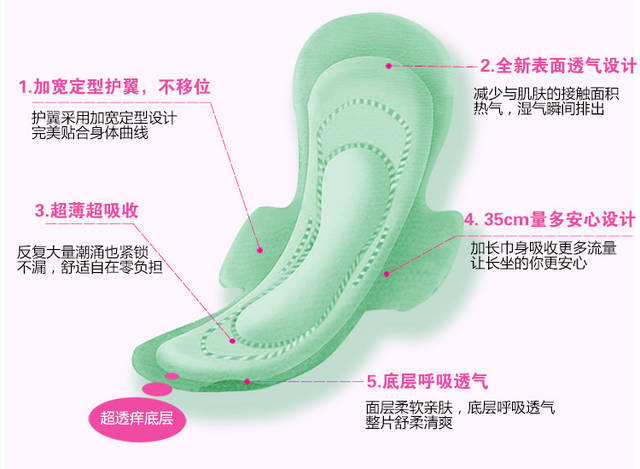 1.加宽定型护翼，不移位
护翼采用加宽定型设计
完美贴合身体曲线
2.全新表面透气设计
减少与肌肤的接触面积
热气，湿气瞬间排出
3.超薄超吸收
反复大量潮涌也紧锁
不漏，舒适自在零负担
4. 35cm量多安心设计
加长巾身吸收更多流量
让长坐的你更安心
5.底层呼吸透气
面层柔软亲肤，底层呼吸透气
整片舒柔清爽
超透痒底层